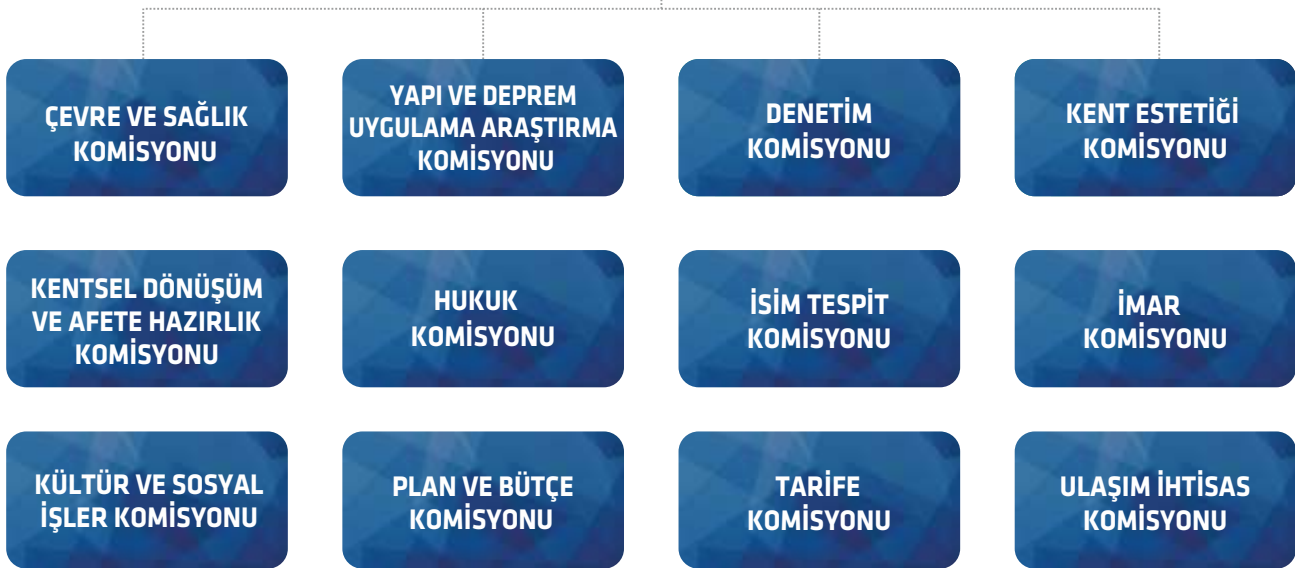 ÇEVRE VE SAĞLIK
KOMİSYONU
YAPI VE DEPREM
UYGULAMA ARAŞTIRMA
KOMİSYONU
DENETİM
KOMİSYONU
KENT ESTETİĞİ
KOMİSYONU
KENTSEL DÖNÜŞÜM
VE AFETE HAZIRLIK
KOMİSYONU
HUKUK
KOMİSYONU
İSİM TESPİT
KOMİSYONU
İMAR
KOMİSYONU
KÜLTÜR VE SOSYAL
İŞLER KOMİSYONU
PLAN VE BÜTÇE
KOMİSYONU
TARİFE
KOMİSYONU
ULAŞIM İHTİSAS
KOMİSYONU